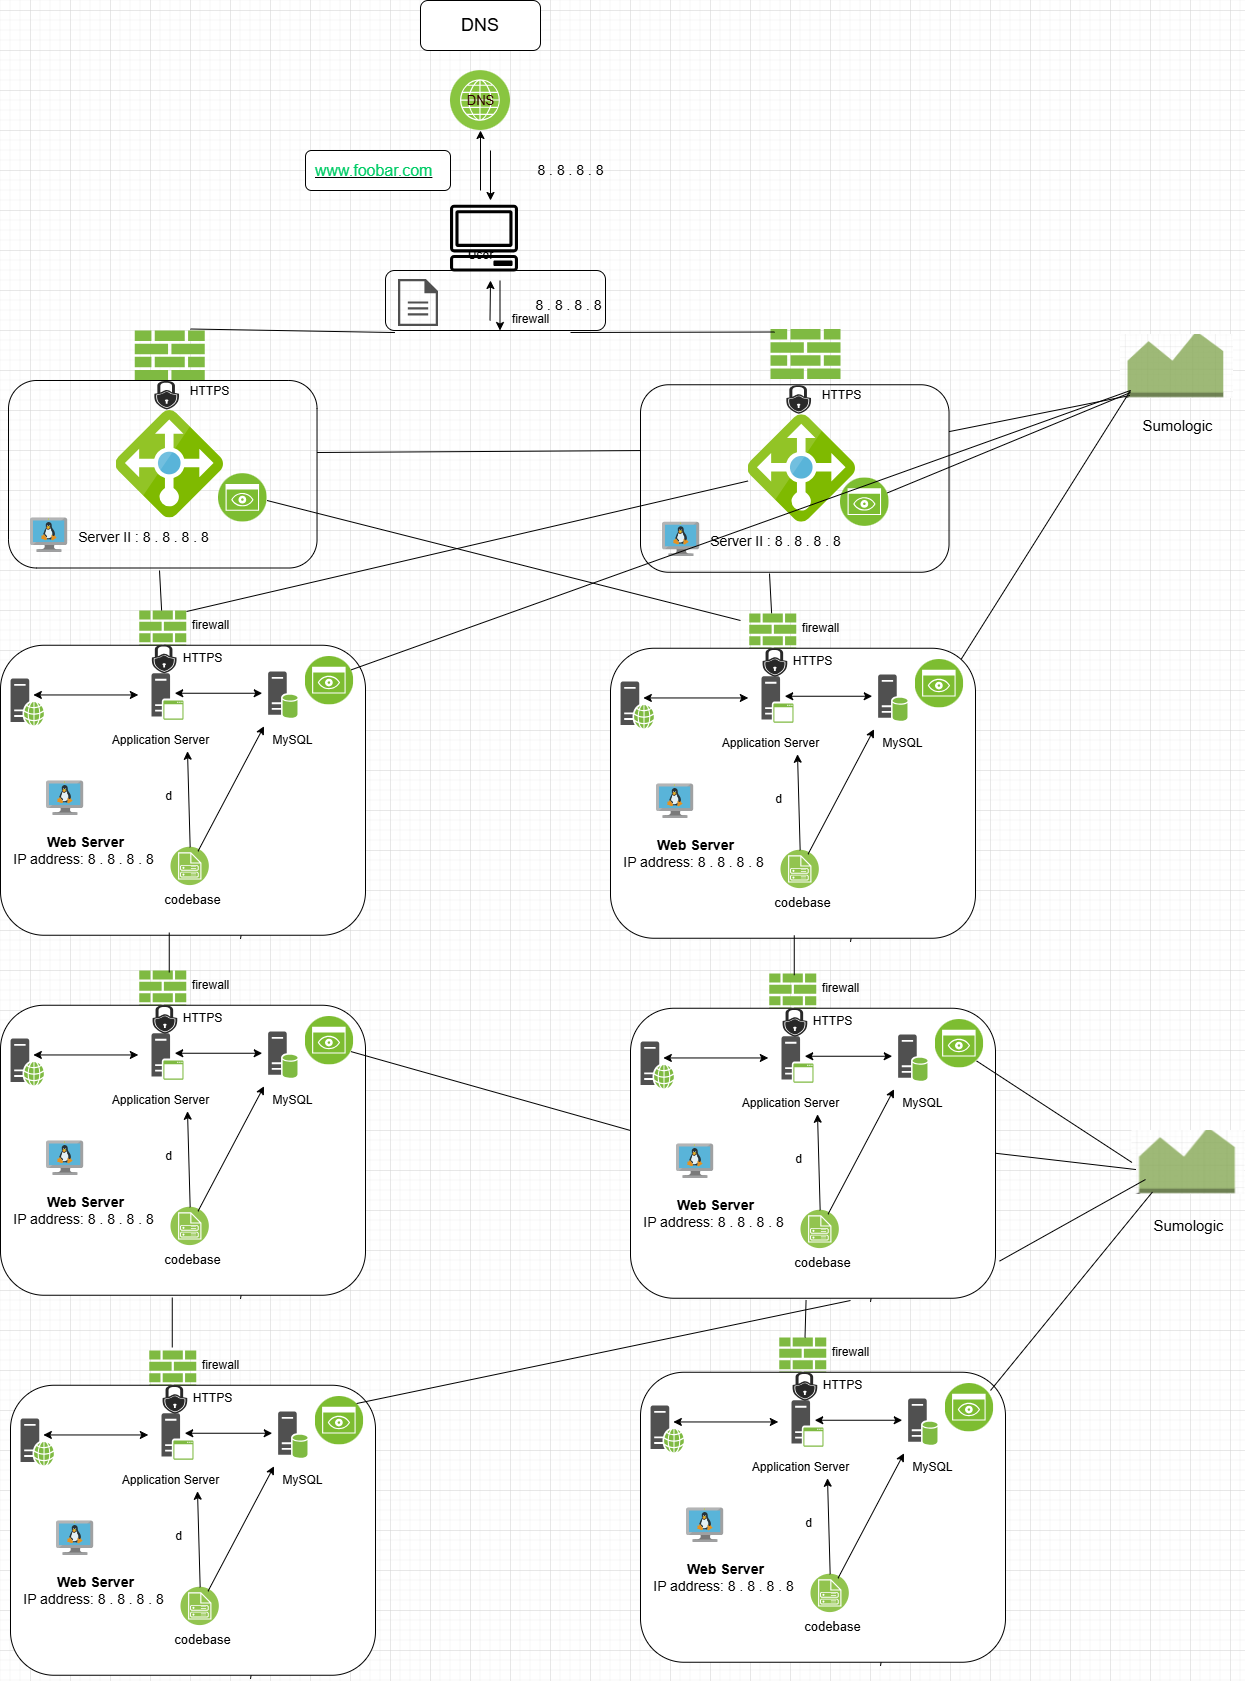 DNS
DNS
www.foobar.com
8 . 8 . 8 . 8
User
8 . 8 . 8 . 8
firewall
HTTPS
HTTPS
Sumologic
Server II : 8 . 8 . 8 . 8
Server II : 8 . 8 . 8 . 8
firewall
firewall
HTTPS
HTTPS
Application Server
MySQL
Application Server
MySQL
d
d
Web Server
IP address: 8 . 8 . 8 . 8
Web Server
IP address: 8 . 8 . 8 . 8
codebase
codebase
firewall
firewall
HTTPS
HTTPS
Application Server
MySQL
Application Server
MySQL
d
d
Web Server
IP address: 8 . 8 . 8 . 8
Web Server
IP address: 8 . 8 . 8 . 8
Sumologic
codebase
codebase
firewall
firewall
HTTPS
HTTPS
Application Server
MySQL
Application Server
MySQL
d
d
Web Server
IP address: 8 . 8 . 8 . 8
Web Server
IP address: 8 . 8 . 8 . 8
codebase
codebase